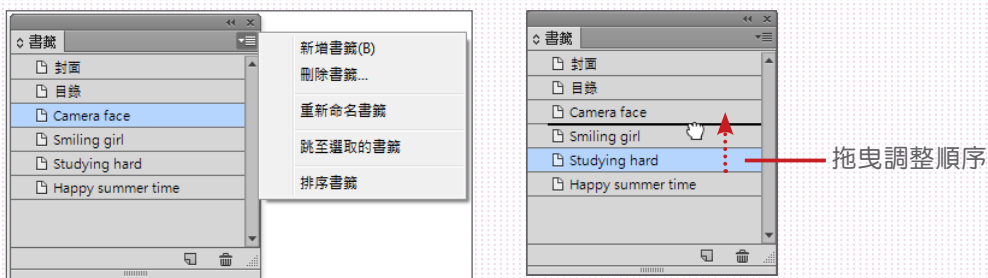 書籤
封面
目錄
Camera face
Smiling girl
Studying hard
Happy summer time
新增書籤(B)
刪除書籤...
重新命名書籤
跳至選取的書籤
排序書籤
書籤
封面
目錄
Camera face
Smiling girl
Studying hard
Happy summer time
拖曳調整順序